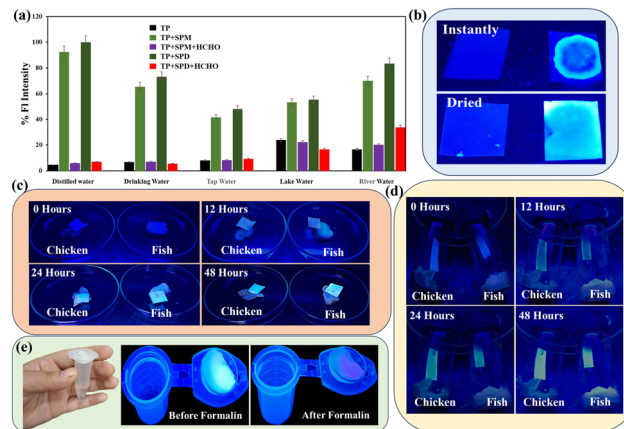 (a)
% FI Intensity
120
100
80
60
40
20
0
TP
TP+SPM
TP+SPM+HCHO
TP+SPD
TP+SPD+HCHO
Distilled water
Drinking Water
Tap Water
Lake Water
River Water
(b)
Instantly
Dried
(c)
0 Hours
Chicken
Fish
12 Hours
Chicken
Fish
24 Hours
Chicken
Fish
48 Hours
Chicken
Fish
(d)
0 Hours
Chicken
Fish
12 Hours
Chicken
Fish
24 Hours
Chicken
Fish
48 Hours
Chicken
Fish
(e)
Before Formalin
After Formalin